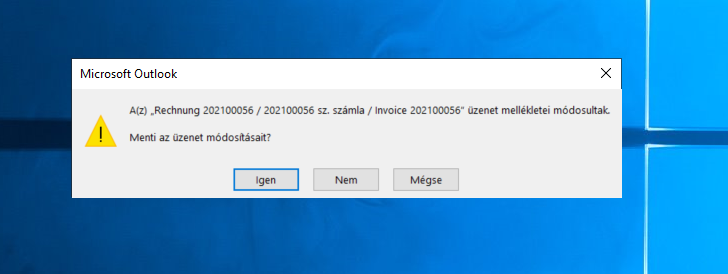 Microsoft Outlook
A(z) „Rechnung 202100056 / 202100056 sz. számla / Invoice 202100056” üzenet mellékletei módosultak.
Menti az üzenet módosításait?
Igen
Nem
Mégse